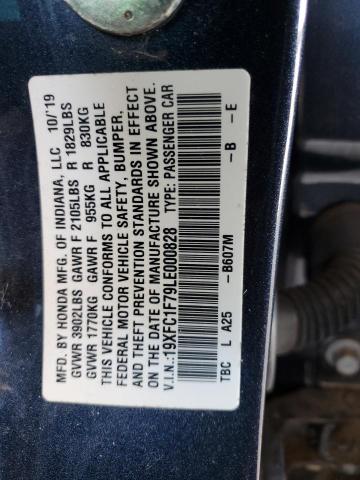 MFD. BY HONDA MFG. OF INDIANA, LLC 10/'19
GVWR 3902LBS GAWR F 2105LBS R 1829LBS
GVWR 1770KG GAWR F 955KG R 830KG
THIS VEHICLE CONFORMS TO ALL APPLICABLE
FEDERAL MOTOR VEHICLE SAFETY, BUMPER,
AND THEFT PREVENTION STANDARDS IN EFFECT
ON THE DATE OF MANUFACTURE SHOWN ABOVE.
V.I.N.:19XFC1F79LE000828 TYPE: PASSENGER CAR
TBC L A25 -B607M -B -E